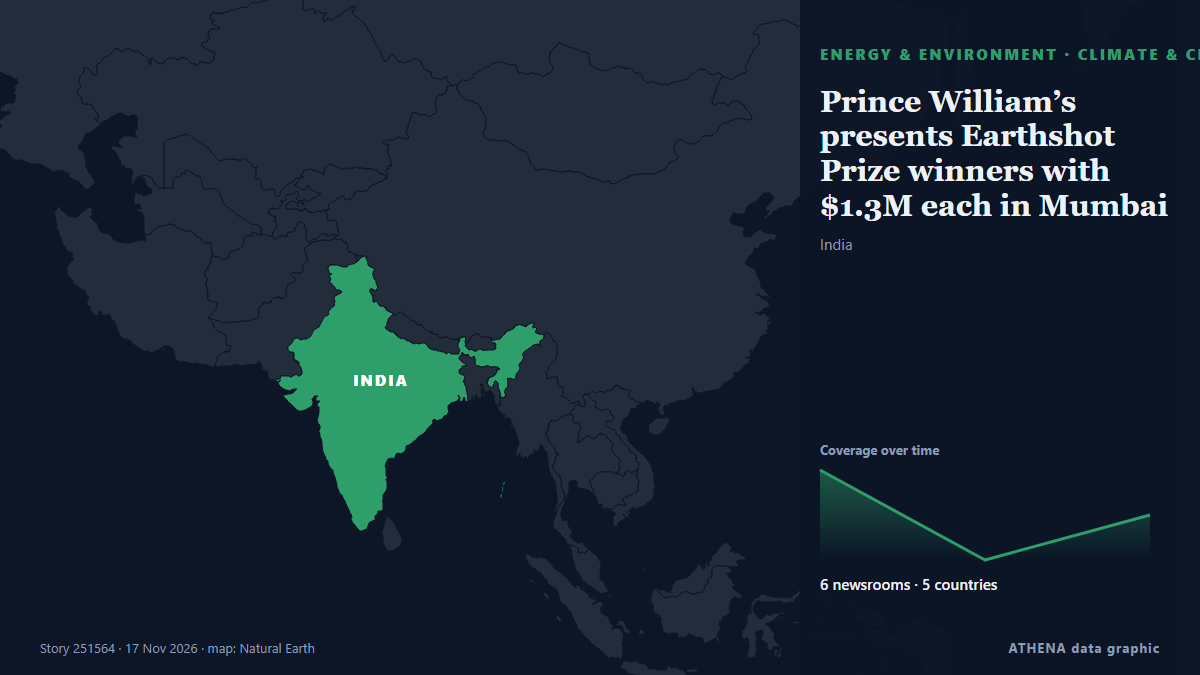 ENERGY & ENVIRONMENT · CLIMATE &
Prince William’s
presents Earthshot
Prize winners with
$1.3M each in Mumbai
India
INDIA
Coverage over time
6 newsrooms · 5 countries
Story 251564 · 17 Nov 2026 · map: Natural Earth
ATHENA data graphic